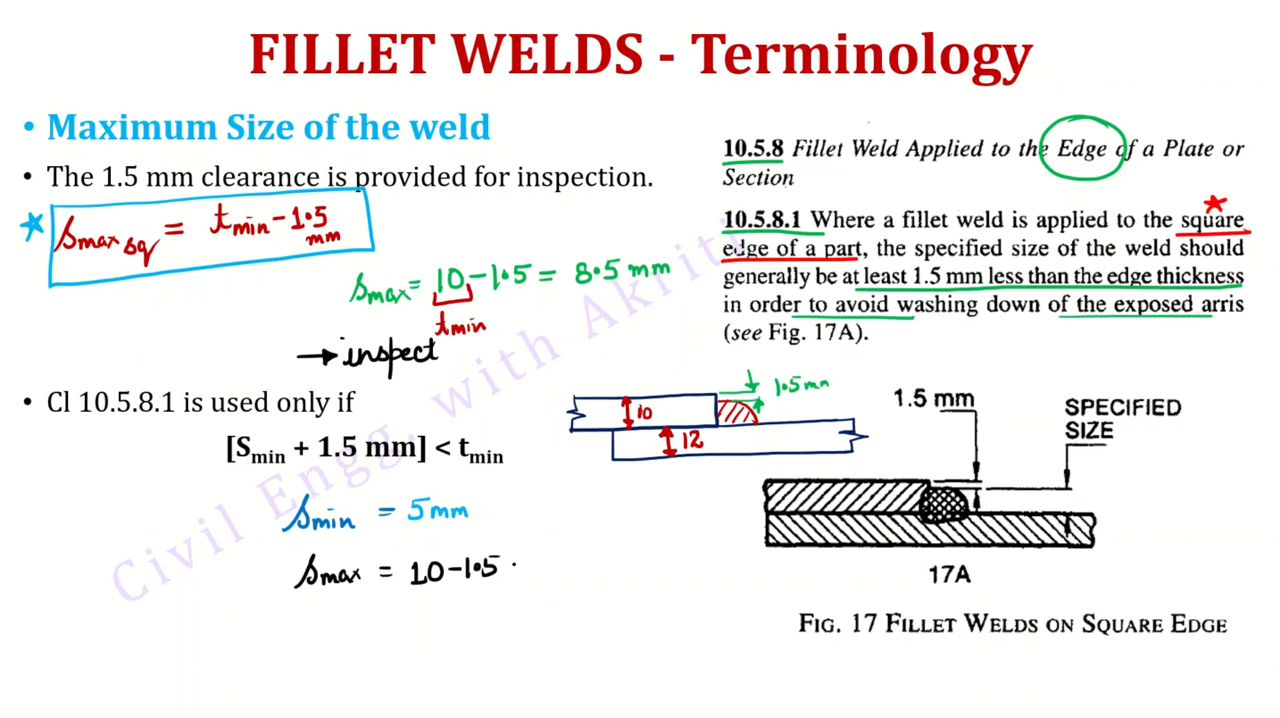 FILLET WELDS - Terminology
• Maximum Size of the weld
• The 1.5 mm clearance is provided for inspection.
Smax sq = tmin - 1.5 mm
Smax = 10 - 1.5 = 8.5 mm
tmin
→ inspect
• Cl 10.5.8.1 is used only if
[Smin + 1.5 mm] < tmin
Smin = 5mm
Smax = 10 - 1.5
10.5.8 Fillet Weld Applied to the Edge of a Plate or
Section
10.5.8.1 Where a fillet weld is applied to the square
edge of a part, the specified size of the weld should
generally be at least 1.5 mm less than the edge thickness
in order to avoid washing down of the exposed arris
(see Fig. 17A).
1.5mm
10
12
1.5 mm
SPECIFIED
SIZE
17A
FIG. 17 FILLET WELDS ON SQUARE EDGE
Civil Engg. with Akriti